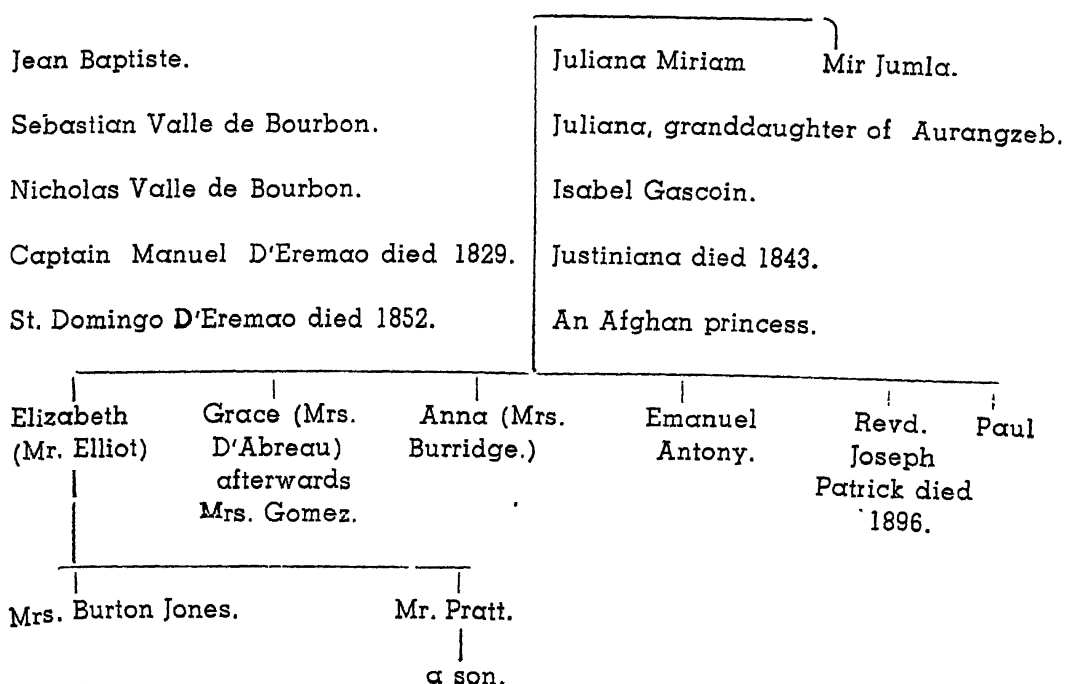 Jean Baptiste. Juliana Miriam Mir Jumla.
Sebastian Valle de Bourbon. Juliana, granddaughter of Aurangzeb.
Nicholas Valle de Bourbon. Isabel Gascoin.
Captain Manuel D'Eremao died 1829. Justiniana died 1843.
St. Domingo D'Eremao died 1852. An Afghan princess.
Elizabeth
(Mr. Elliot)
Grace (Mrs.
D'Abreau)
afterwards
Mrs. Gomez.
Anna (Mrs.
Burridge.)
Emanuel
Antony.
Revd.
Joseph
Patrick died
1896.
Paul
Mrs. Burton Jones. Mr. Pratt.
a son.